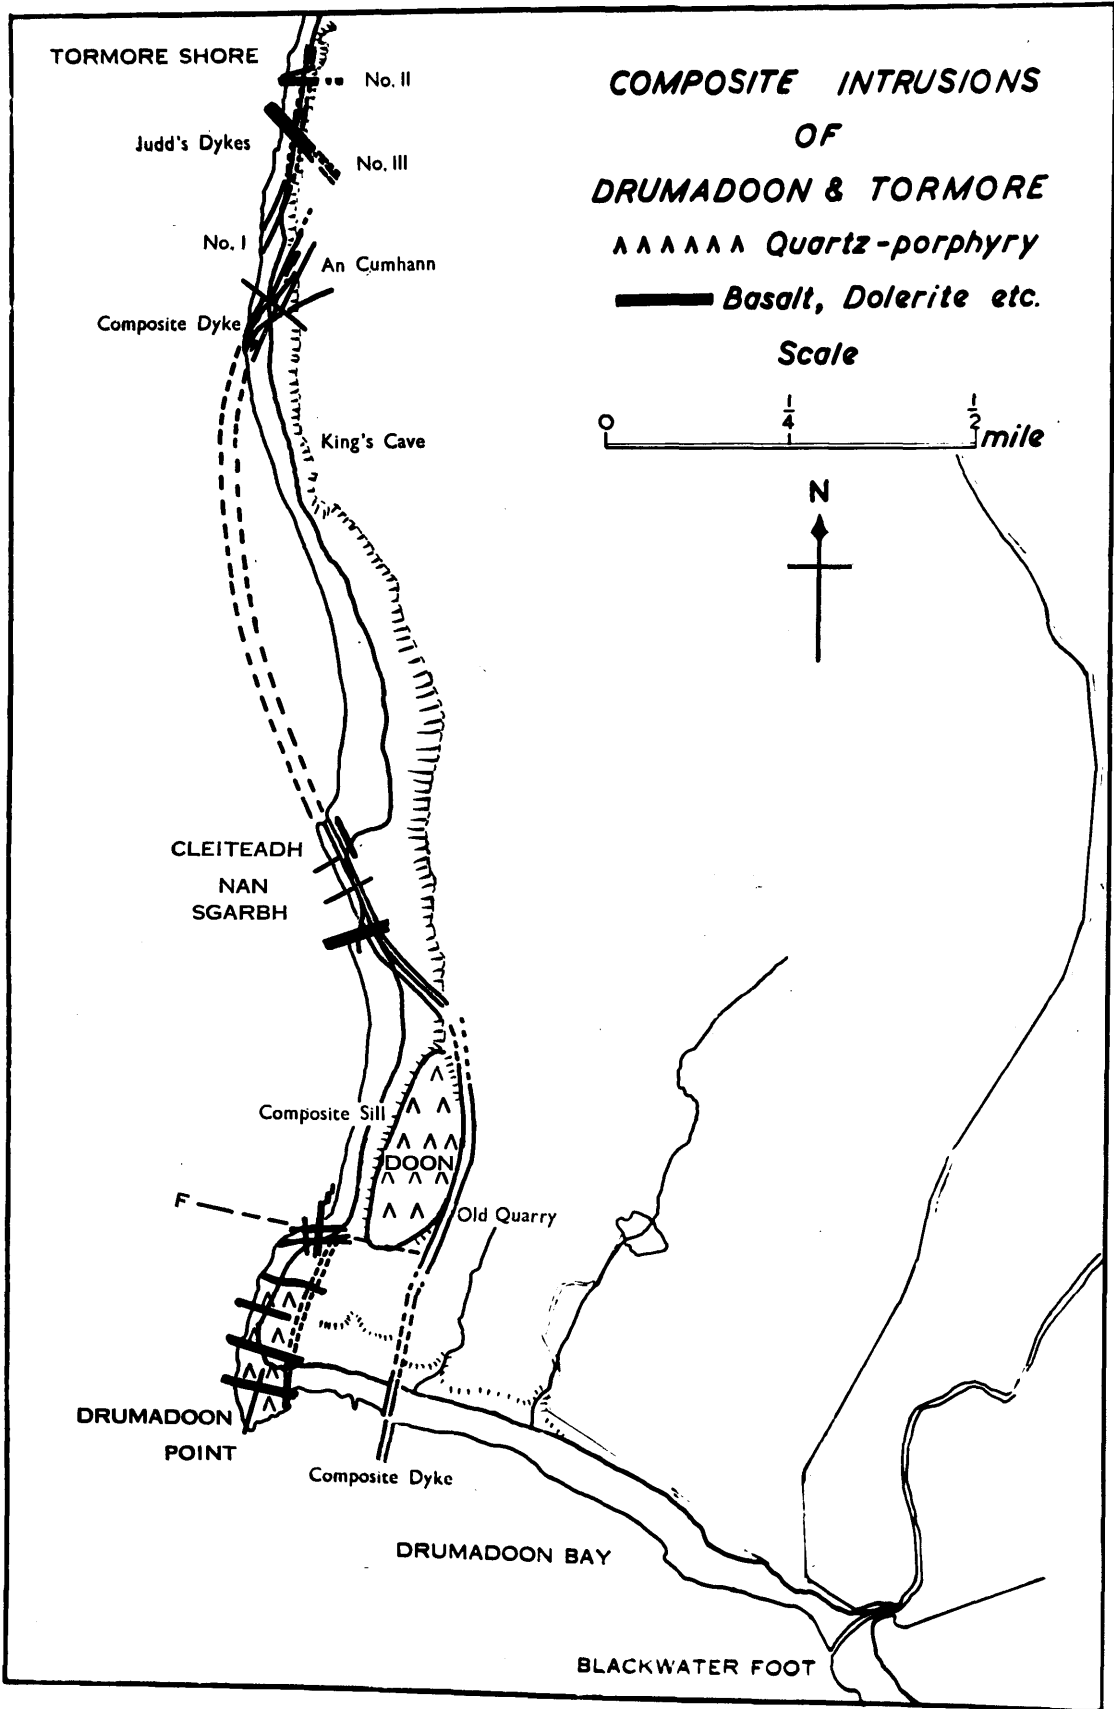 TORMORE SHORE
No. II
Judd's Dykes
No. III
No. I
An Cumhann
Composite Dyke
King's Cave
COMPOSITE INTRUSIONS
OF
DRUMADOON & TORMORE
ʌ ʌ ʌ ʌ ʌ ʌ Quartz-porphyry
Basalt, Dolerite etc.
Scale
0 1/4 1/2 mile
N
CLEITEADH
NAN
SGARBH
Composite Sill
DOON
F
Old Quarry
DRUMADOON
POINT
Composite Dyke
DRUMADOON BAY
BLACKWATER FOOT